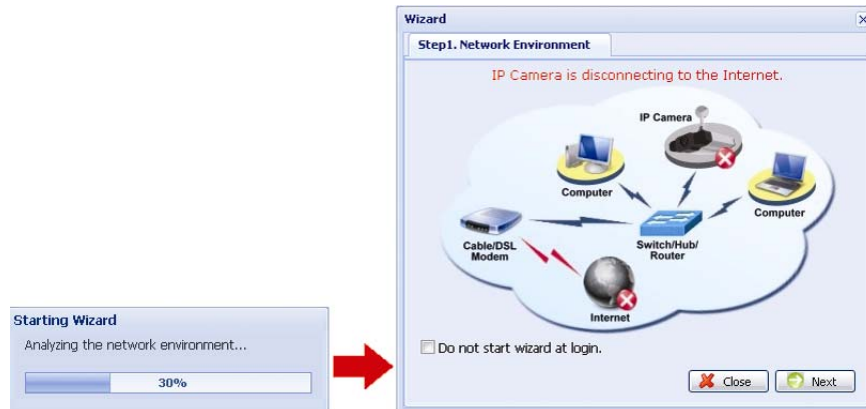 Starting Wizard
Analyzing the network environment...
30%
Wizard
Step1. Network Environment
IP Camera is disconnecting to the Internet.
IP Camera
Computer
Computer
Cable/DSL
Modem
Switch/Hub/
Router
Internet
Do not start wizard at login.
Close
Next